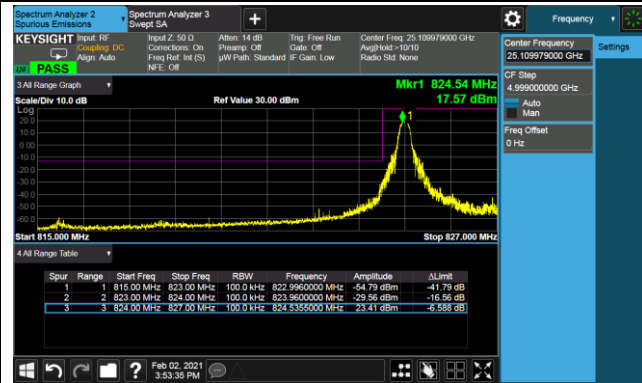 Spectrum Analyzer 2
Spurious Emissions
Spectrum Analyzer 3
Swept SA
Frequency
KEYSIGHT
Input: RF
Coupling: DC
Align: Auto
Input Z: 50 Ω
Corrections: On
Freq Ref: Int (S)
NFE: Off
Atten: 14 dB
Preamp: Off
µW Path: Standard
Trig: Free Run
Gate: Off
IF Gain: Low
Center Freq: 25.109979000 GHz
Avg|Hold:>10/10
Radio Std: None
PASS
3 All Range Graph
Mkr1 824.54 MHz
17.57 dBm
Scale/Div 10.0 dB
Ref Value 30.00 dBm
Log
20.0
10.0
0.00
-10.0
-20.0
-30.0
-40.0
-50.0
-60.0
1
Start 815.000 MHz
Stop 827.000 MHz
4 All Range Table
Spur Range Start Freq Stop Freq RBW Frequency Amplitude ΔLimit
1 1 815.00 MHz 823.00 MHz 100.0 kHz 822.9960000 MHz -54.79 dBm -41.79 dB
2 2 823.00 MHz 824.00 MHz 100.0 kHz 823.9600000 MHz -29.56 dBm -16.56 dB
3 3 824.00 MHz 827.00 MHz 100.0 kHz 824.5355000 MHz 23.41 dBm -6.588 dB
Center Frequency
25.109979000 GHz
Settings
CF Step
4.999000000 GHz
Auto
Man
Freq Offset
0 Hz
Feb 02, 2021
3:53:35 PM